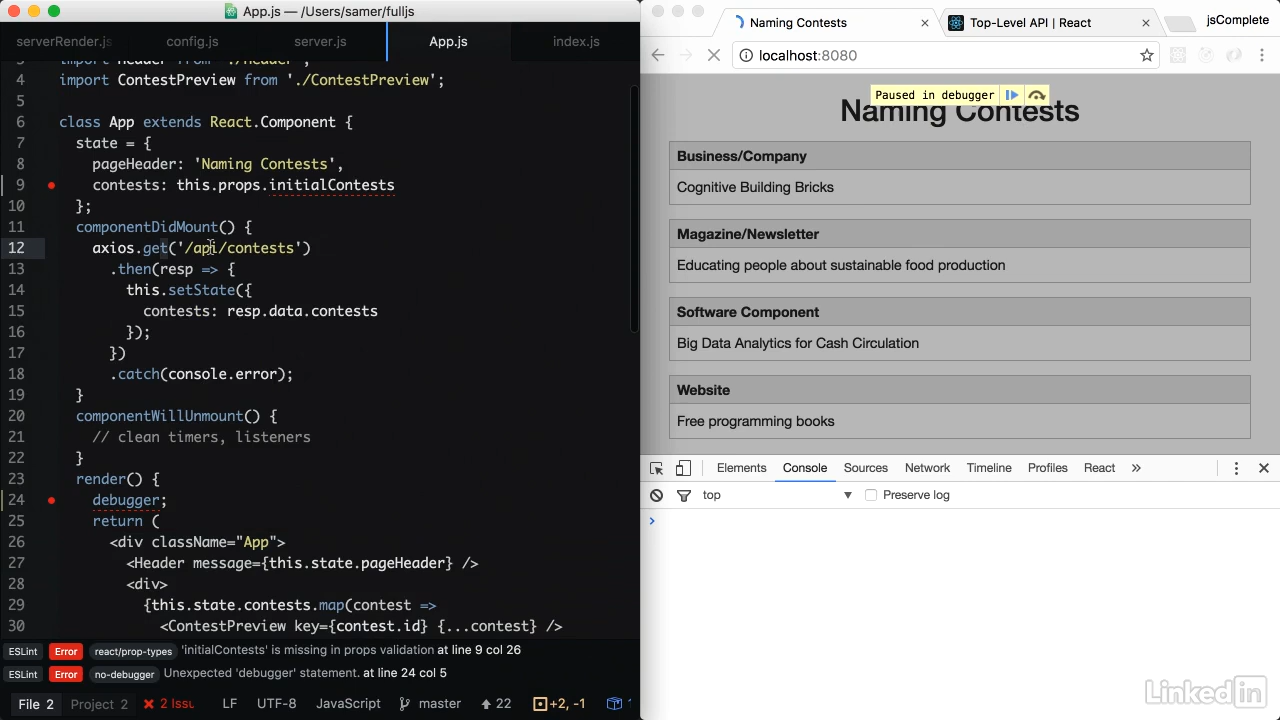 App.js — /Users/samer/fulljs
serverRender.js
config.js
server.js
App.js
index.js
3 import Header from './Header';
4 import ContestPreview from './ContestPreview';
5
6 class App extends React.Component {
7 state = {
8 pageHeader: 'Naming Contests',
9 contests: this.props.initialContests
10 };
11 componentDidMount() {
12 axios.get('/api/contests')
13 .then(resp => {
14 this.setState({
15 contests: resp.data.contests
16 });
17 })
18 .catch(console.error);
19 }
20 componentWillUnmount() {
21 // clean timers, listeners
22 }
23 render() {
24 debugger;
25 return (
26 <div className="App">
27 <Header message={this.state.pageHeader} />
28 <div>
29 {this.state.contests.map(contest =>
30 <ContestPreview key={contest.id} {...contest} />
ESLint Error react/prop-types 'initialContests' is missing in props validation at line 9 col 26
ESLint Error no-debugger Unexpected 'debugger' statement. at line 24 col 5
File 2 Project 2 2 Issu LF UTF-8 JavaScript master 22 +2, -1 1
Naming Contests
Top-Level API | React
jsComplete
localhost:8080
Paused in debugger
Naming Contests
Business/Company
Cognitive Building Bricks
Magazine/Newsletter
Educating people about sustainable food production
Software Component
Big Data Analytics for Cash Circulation
Website
Free programming books
Elements Console Sources Network Timeline Profiles React »
top Preserve log
LinkedIn